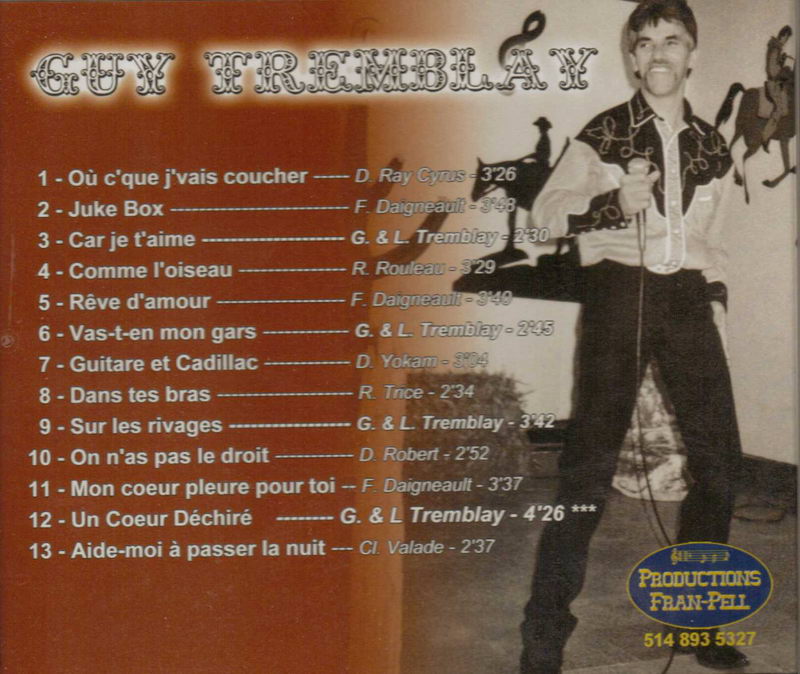 GUY TREMBLAY
1 - Où c'que j'vais coucher ----- D. Ray Cyrus - 3'26
2 - Juke Box --------------------- F. Daigneault - 3'48
3 - Car je t'aime -------------------- G. & L. Tremblay - 2'30
4 - Comme l'oiseau --------------- R. Rouleau - 3'29
5 - Rêve d'amour ------------------ F. Daigneault - 3'40
6 - Vas-t-en mon gars ------------ G. & L. Tremblay - 2'45
7 - Guitare et Cadillac ------------ D. Yokam - 3'04
8 - Dans tes bras ------------------- R. Trice - 2'34
9 - Sur les rivages ----------------- G. & L. Tremblay - 3'42
10 - On n'as pas le droit ----------- D. Robert - 2'52
11 - Mon coeur pleure pour toi -- F. Daigneault - 3'37
12 - Un Coeur Déchiré -------- G. & L Tremblay - 4'26 ***
13 - Aide-moi à passer la nuit --- Cl. Valade - 2'37
PRODUCTIONS
FRAN-PELL
514 893 5327